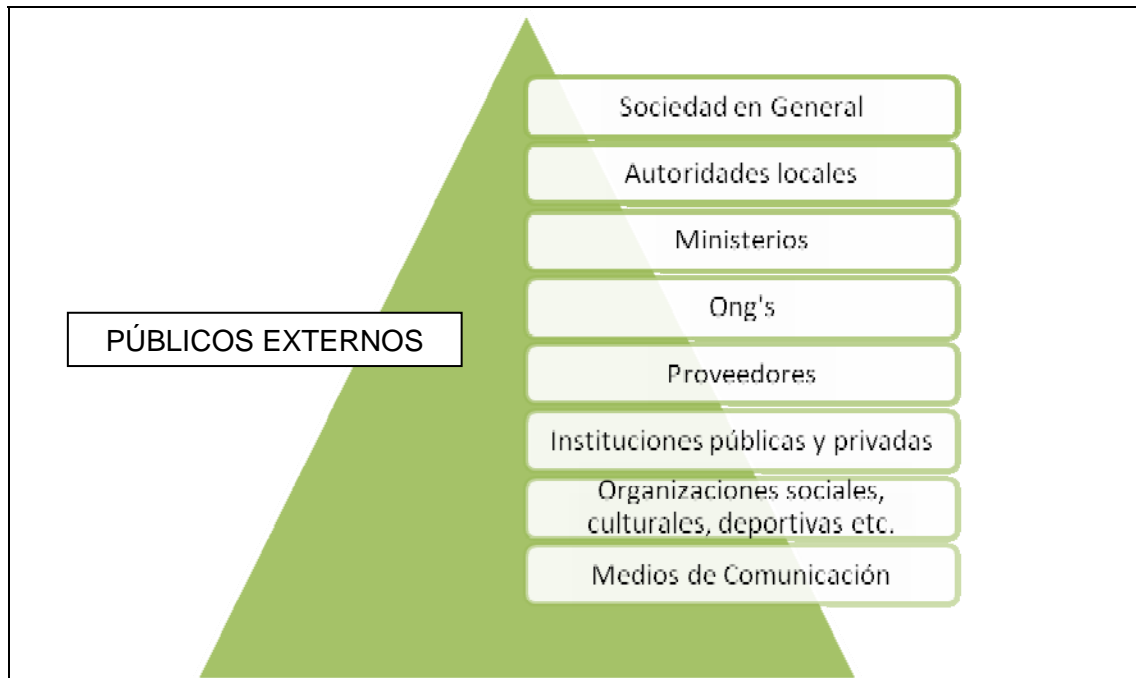 Sociedad en General
Autoridades locales
Ministerios
Ong's
PÚBLICOS EXTERNOS
Proveedores
Instituciones públicas y privadas
Organizaciones sociales,
culturales, deportivas etc.
Medios de Comunicación